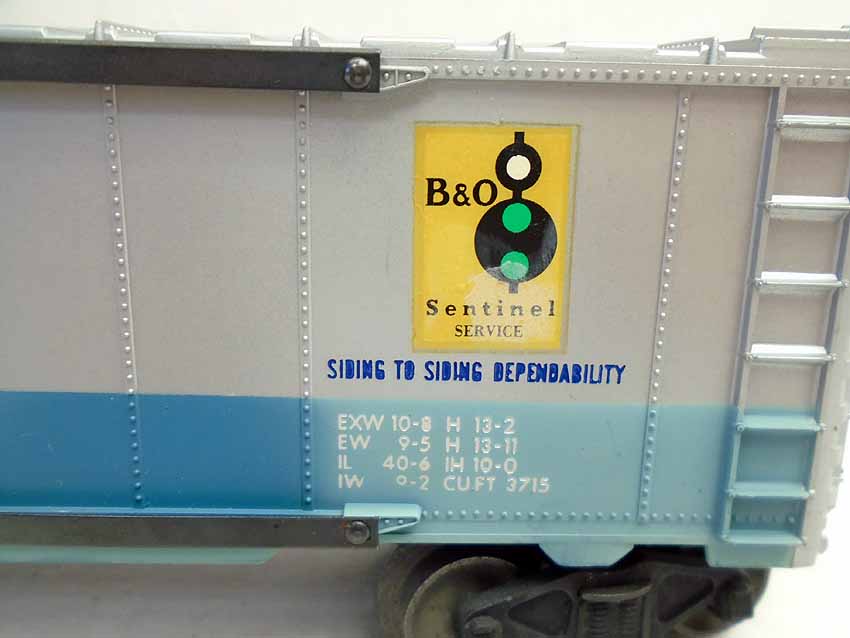 B&O
Sentinel
SERVICE
SIDING TO SIDING DEPENDABILITY
EXW 10-8 H 13-2
EW 9-5 H 13-11
IL 40-6 IH 10-0
IW 9-2 CU.FT 3715